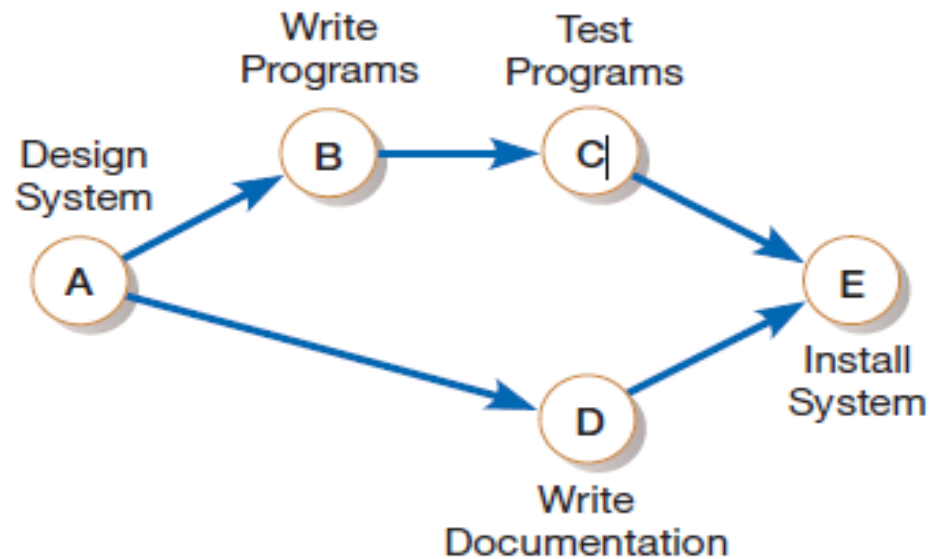 Write
Programs
Test
Programs
Design
System
B
C
A
E
Install
System
D
Write
Documentation